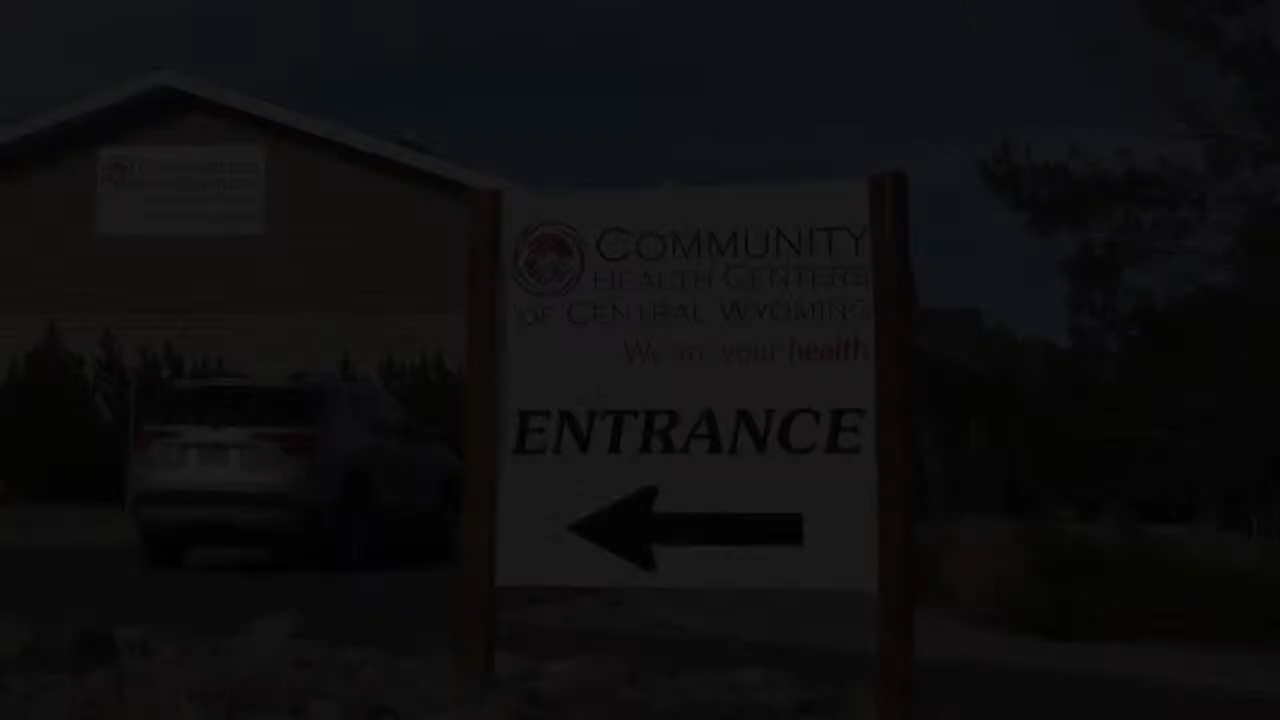 COMMUNITY
HEALTH CENTERS
OF CENTRAL WYOMING
We are your health
ENTRANCE